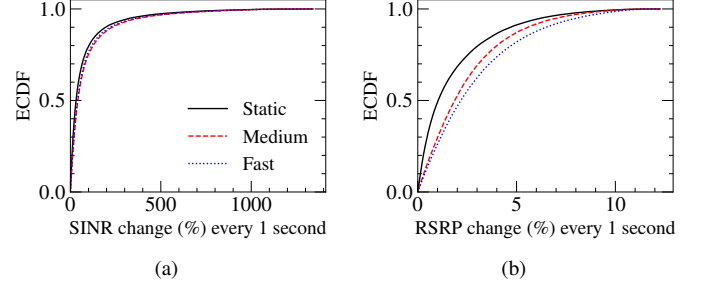 1.0
0.5
0.0
ECDF
0
500
1000
SINR change (%) every 1 second
Static
Medium
Fast
(a)
1.0
0.5
0.0
ECDF
0
5
10
RSRP change (%) every 1 second
(b)